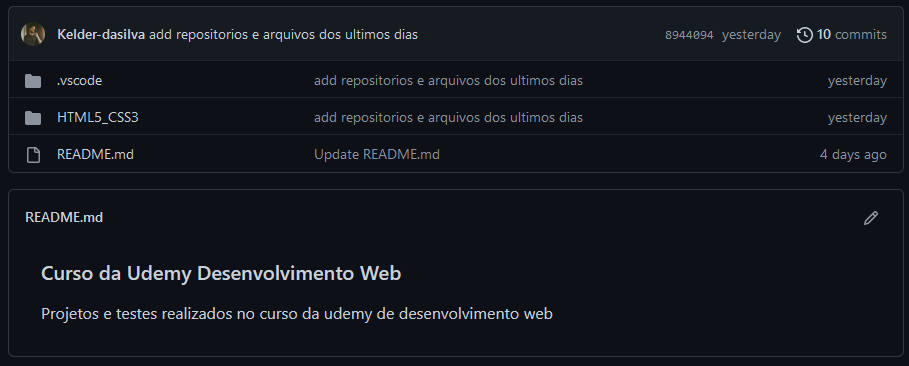 Kelder-dasilva add repositorios e arquivos dos ultimos dias 8944094 yesterday 10 commits
.vscode add repositorios e arquivos dos ultimos dias yesterday
HTML5_CSS3 add repositorios e arquivos dos ultimos dias yesterday
README.md Update README.md 4 days ago
README.md
Curso da Udemy Desenvolvimento Web
Projetos e testes realizados no curso da udemy de desenvolvimento web